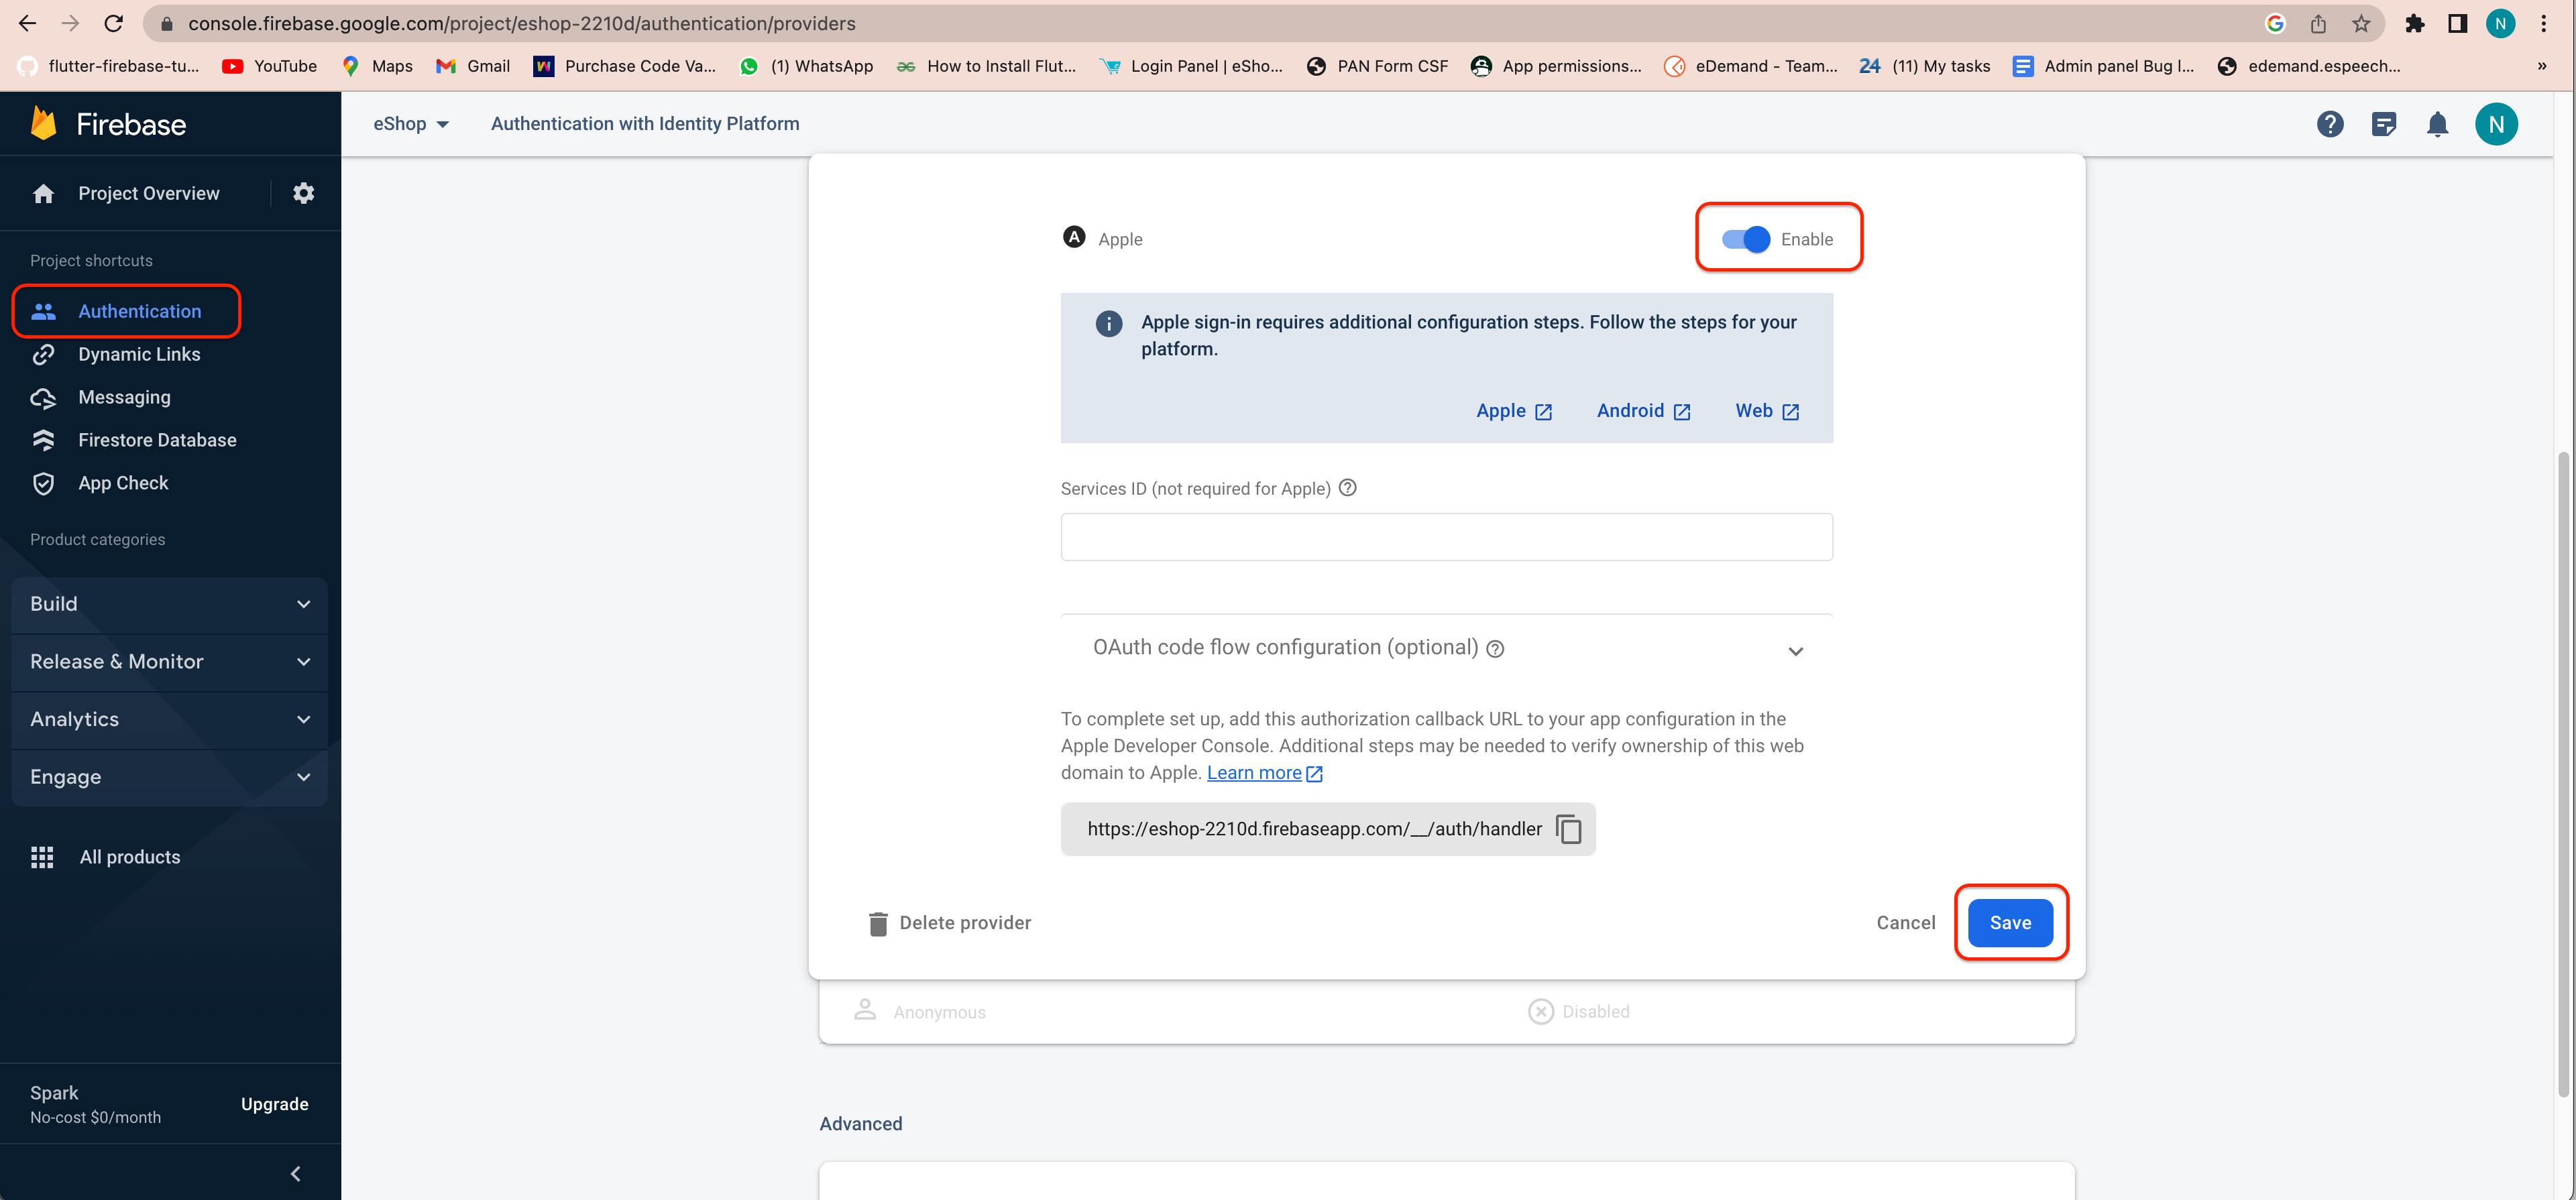 console.firebase.google.com/project/eshop-2210d/authentication/providers
N
flutter-firebase-tu...
YouTube
Maps
Gmail
Purchase Code Va...
(1) WhatsApp
How to Install Flut...
Login Panel | eSho...
PAN Form CSF
App permissions...
eDemand - Team...
24
(11) My tasks
Admin panel Bug l...
edemand.espeech...
»
Firebase
eShop
Authentication with Identity Platform
N
Project Overview
Project shortcuts
Authentication
Dynamic Links
Messaging
Firestore Database
App Check
Product categories
Build
Release & Monitor
Analytics
Engage
All products
Spark
No-cost $0/month
Upgrade
Apple
Enable
Apple sign-in requires additional configuration steps. Follow the steps for your
platform.
Apple
Android
Web
Services ID (not required for Apple)
OAuth code flow configuration (optional)
To complete set up, add this authorization callback URL to your app configuration in the
Apple Developer Console. Additional steps may be needed to verify ownership of this web
domain to Apple. Learn more
https://eshop-2210d.firebaseapp.com/__/auth/handler
Delete provider
Cancel
Save
Anonymous
Disabled
Advanced